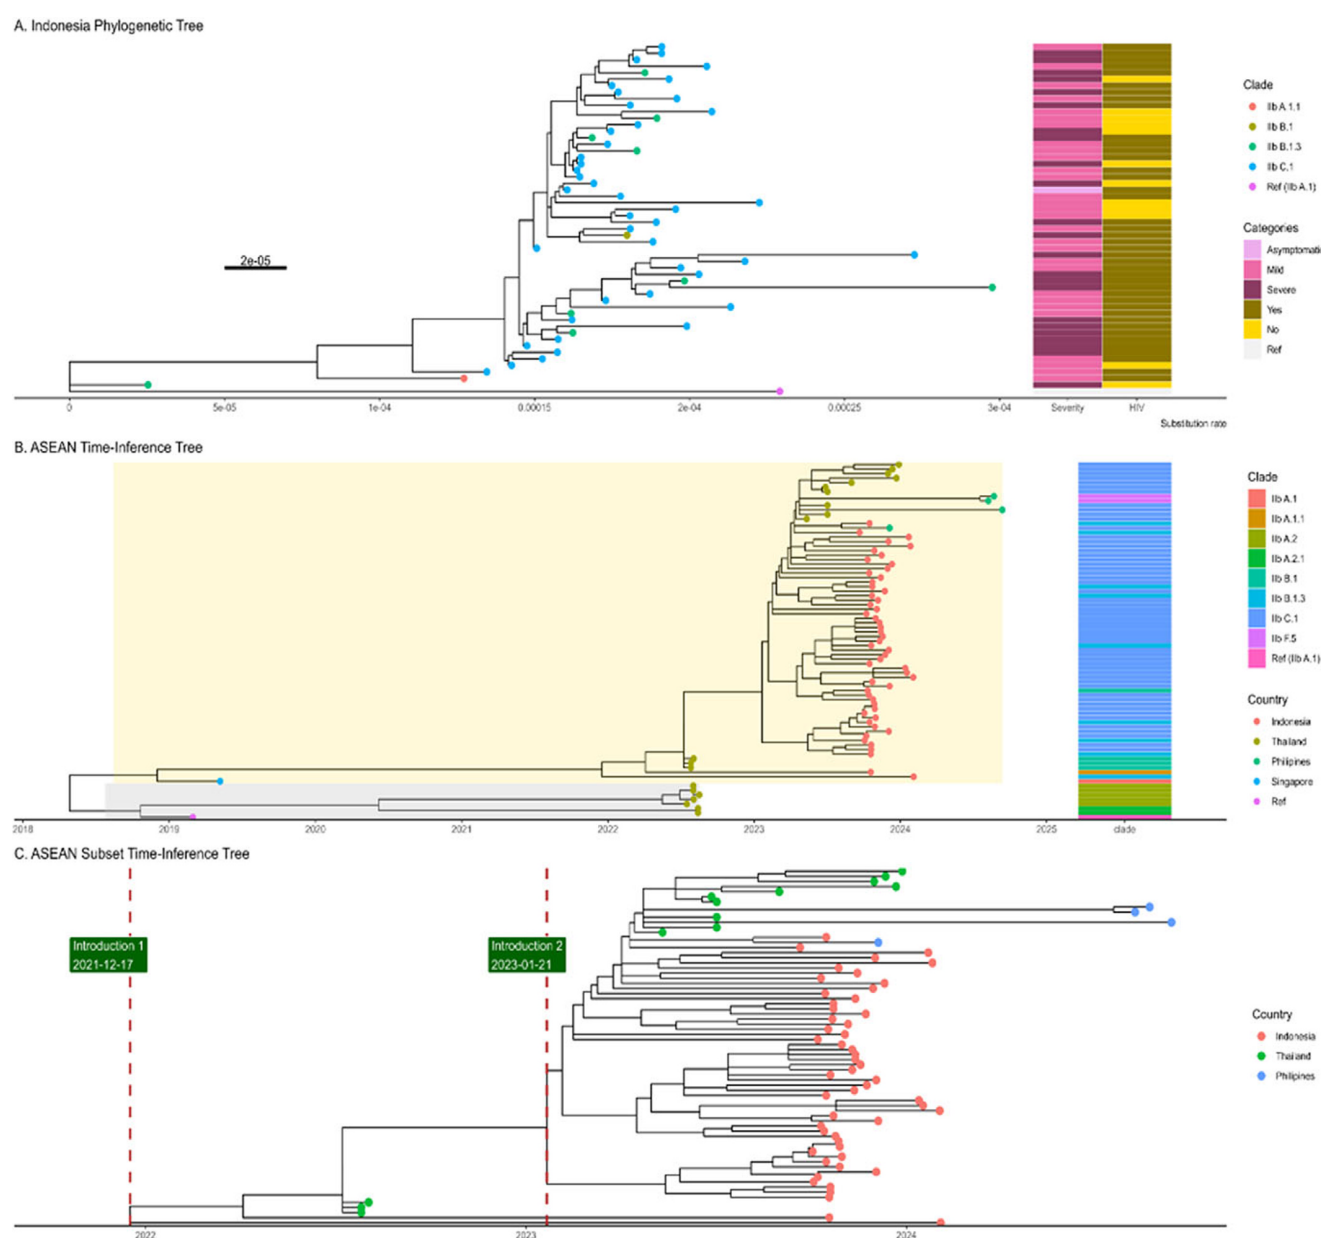 A. Indonesia Phylogenetic Tree
2e-05
0
5e-05
1e-04
0.00015
2e-04
0.00025
3e-04
Severity
HIV
Substitution rate
Clade
IIb A.1.1
IIb B.1
IIb B.1.3
IIb C.1
Ref (IIb A.1)
Categories
Asymptomati
Mild
Severe
Yes
No
Ref
B. ASEAN Time-Inference Tree
2018
2019
2020
2021
2022
2023
2024
2025
clade
Clade
IIb A.1
IIb A.1.1
IIb A.2
IIb A.2.1
IIb B.1
IIb B.1.3
IIb C.1
IIb F.5
Ref (IIb A.1)
Country
Indonesia
Thailand
Philipines
Singapore
Ref
C. ASEAN Subset Time-Inference Tree
Introduction 1
2021-12-17
Introduction 2
2023-01-21
2022
2023
2024
Country
Indonesia
Thailand
Philipines